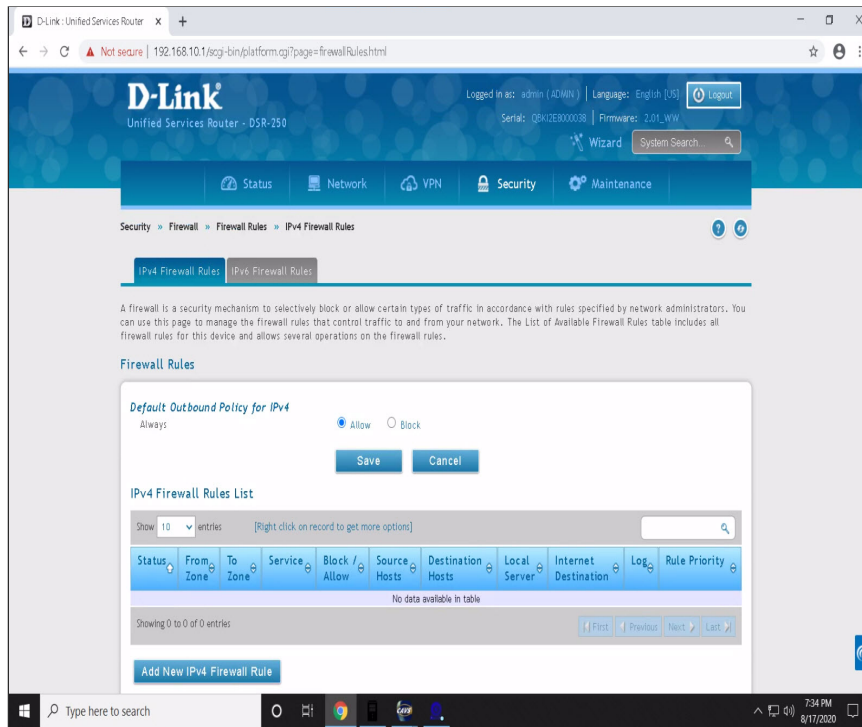 D-Link : Unified Services Router
Not secure | 192.168.10.1/scgi-bin/platform.cgi?page=firewallRules.html
D-Link
Unified Services Router - DSR-250
Logged in as: admin ( ADMIN ) | Language: English [US]
Logout
Serial: QBKI2E8000038 | Firmware: 2.01_WW
Wizard
System Search...
Status
Network
VPN
Security
Maintenance
Security » Firewall » Firewall Rules » IPv4 Firewall Rules
IPv4 Firewall Rules
IPv6 Firewall Rules
A firewall is a security mechanism to selectively block or allow certain types of traffic in accordance with rules specified by network administrators. You
can use this page to manage the firewall rules that control traffic to and from your network. The List of Available Firewall Rules table includes all
firewall rules for this device and allows several operations on the firewall rules.
Firewall Rules
Default Outbound Policy for IPv4
Always
Allow
Block
Save
Cancel
IPv4 Firewall Rules List
Show 10 entries
[Right click on record to get more options]
Status
From Zone
To Zone
Service
Block / Allow
Source Hosts
Destination Hosts
Local Server
Internet Destination
Log
Rule Priority
No data available in table
Showing 0 to 0 of 0 entries
First
Previous
Next
Last
Add New IPv4 Firewall Rule
Type here to search
7:34 PM
8/17/2020